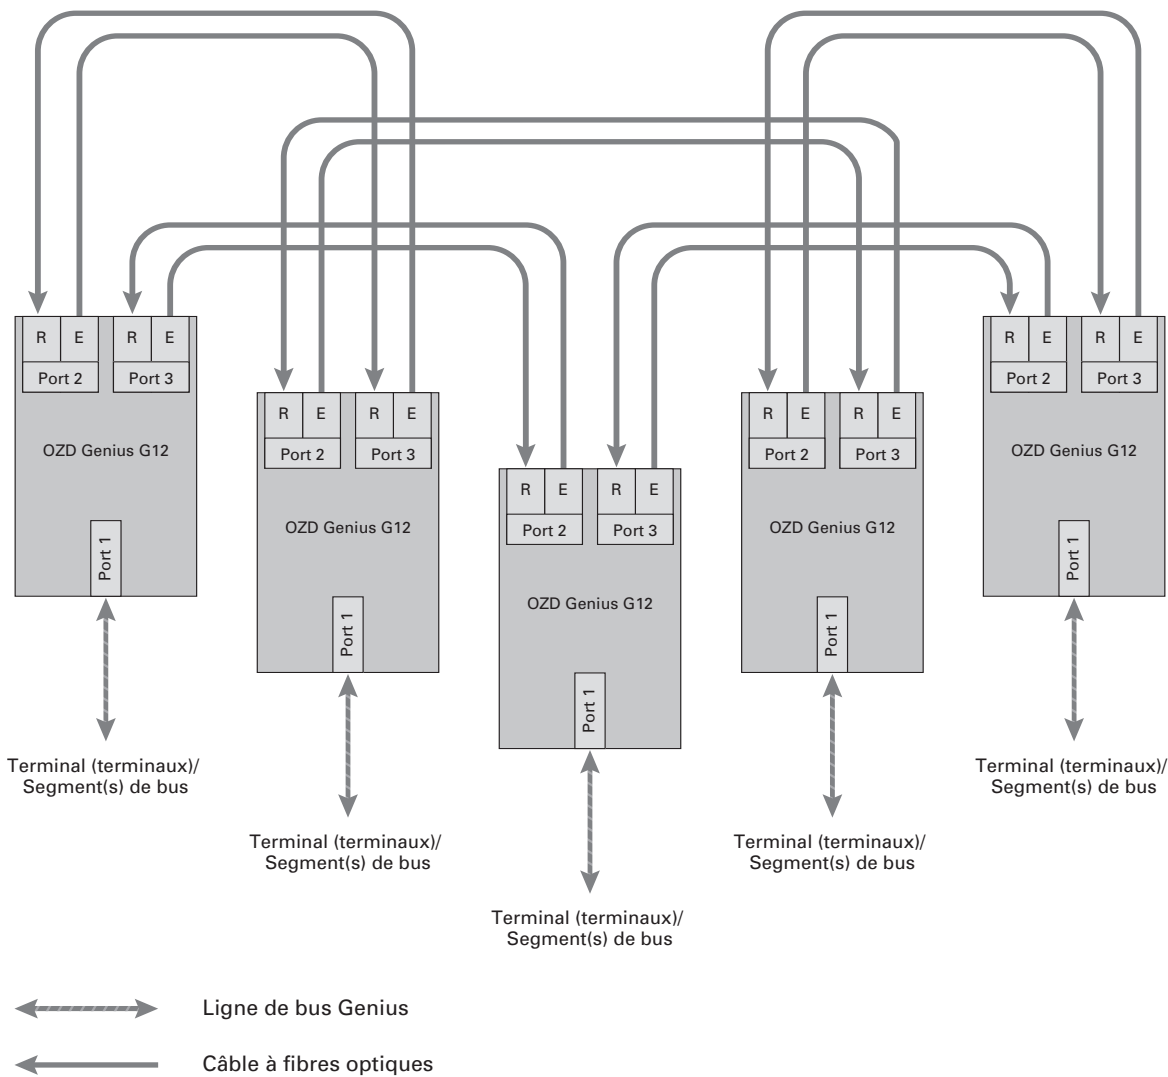 R E R E
Port 2 Port 3
OZD Genius G12
Port 1
Terminal (terminaux)/
Segment(s) de bus
R E R E
Port 2 Port 3
OZD Genius G12
Port 1
Terminal (terminaux)/
Segment(s) de bus
R E R E
Port 2 Port 3
OZD Genius G12
Port 1
Terminal (terminaux)/
Segment(s) de bus
R E R E
Port 2 Port 3
OZD Genius G12
Port 1
Terminal (terminaux)/
Segment(s) de bus
R E R E
Port 2 Port 3
OZD Genius G12
Port 1
Terminal (terminaux)/
Segment(s) de bus
Ligne de bus Genius
Câble à fibres optiques